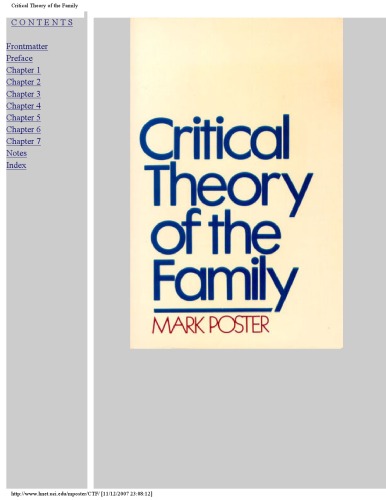 Critical Theory of the Family
CONTENTS
Frontmatter
Preface
Chapter 1
Chapter 2
Chapter 3
Chapter 4
Chapter 5
Chapter 6
Chapter 7
Notes
Index
Critical
Theory
of the
Family
MARK POSTER
http://www.hnet.uci.edu/mposter/CTF/ [11/12/2007 23:08:12]